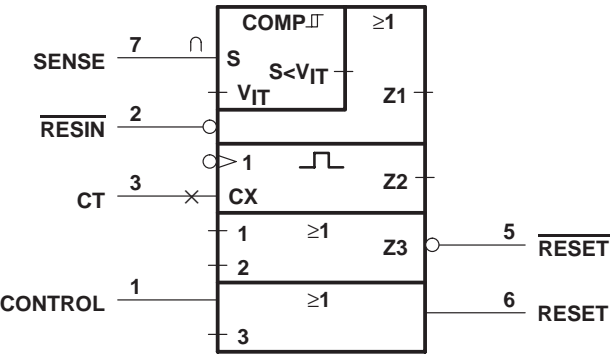 COMP ≥1
7 ∩
SENSE S
S<VIT
VIT Z1
2
RESIN
1
3 Z2
CT CX
1 ≥1 5
Z3 RESET
2
1 ≥1 6
CONTROL RESET
3